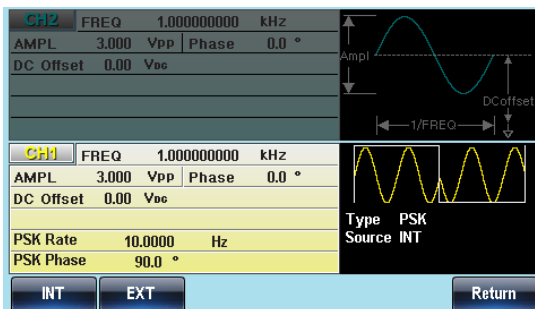 CH2 FREQ 1.000000000 kHz
AMPL 3.000 VPP Phase 0.0 °
DC Offset 0.00 VDC
Ampl
DCoffset
1/FREQ
CH1 FREQ 1.000000000 kHz
AMPL 3.000 VPP Phase 0.0 °
DC Offset 0.00 VDC
PSK Rate 10.0000 Hz
PSK Phase 90.0 °
Type PSK
Source INT
INT EXT Return